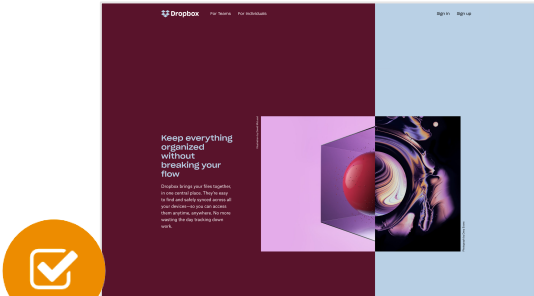 Dropbox For Teams For Individuals Sign in Sign up
Keep everything
organized
without
breaking your
flow
Dropbox brings your files together,
in one central place. They're easy
to find and safely synced across all
your devices—so you can access
them anytime, anywhere. No more
wasting the day tracking down
work.